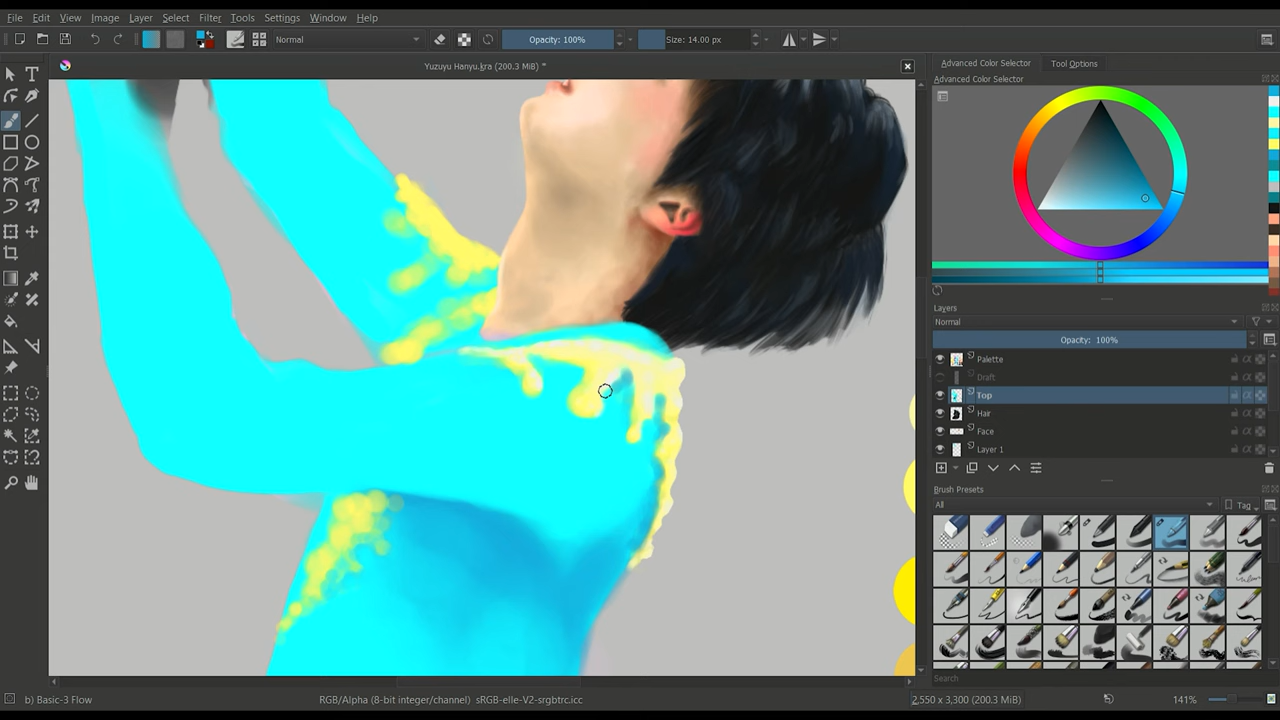 File Edit View Image Layer Select Filter Tools Settings Window Help
Normal Opacity: 100% Size: 14.00 px
Yuzuyu Hanyu.kra (200.3 MiB) *
Advanced Color Selector Tool Options
Advanced Color Selector
Layers
Normal
Opacity: 100%
Palette
Draft
Top
Hair
Face
Layer 1
Brush Presets
All Tag
Search
b) Basic-3 Flow RGB/Alpha (8-bit integer/channel) sRGB-elle-V2-srgbtrc.icc 2,550 x 3,300 (200.3 MiB) 141%